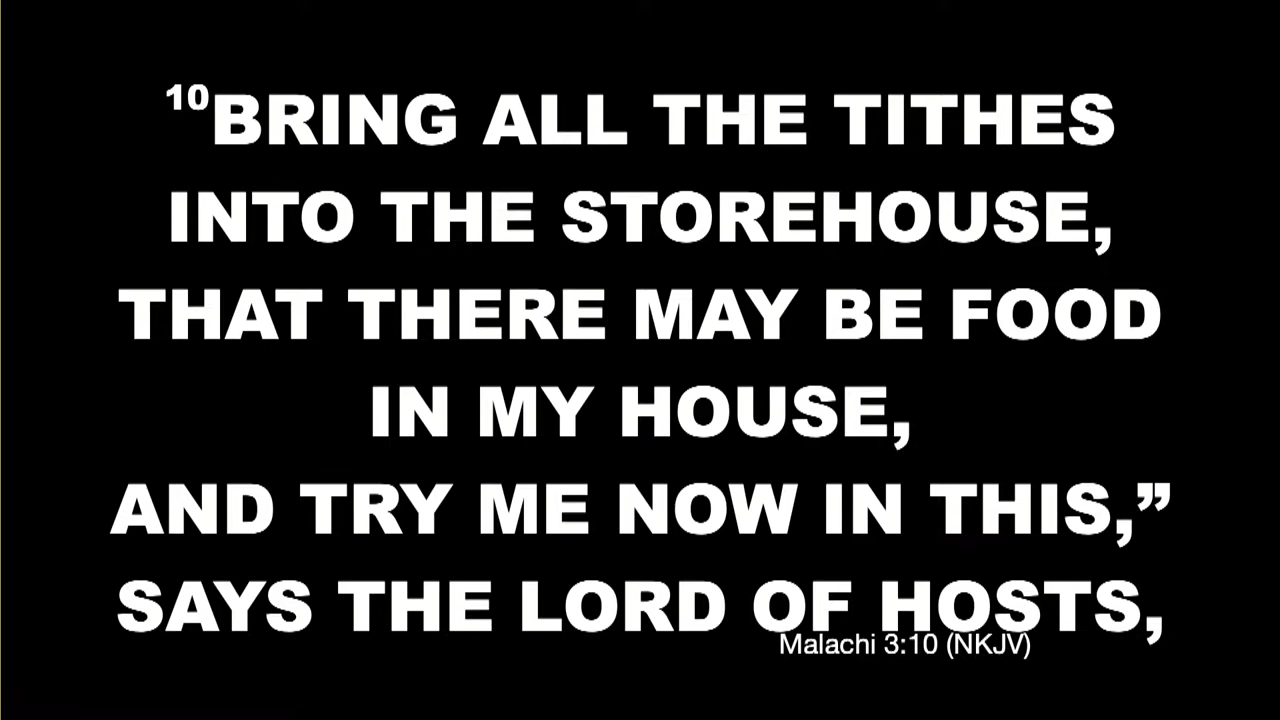 ¹⁰BRING ALL THE TITHES
INTO THE STOREHOUSE,
THAT THERE MAY BE FOOD
IN MY HOUSE,
AND TRY ME NOW IN THIS,”
SAYS THE LORD OF HOSTS,
Malachi 3:10 (NKJV)